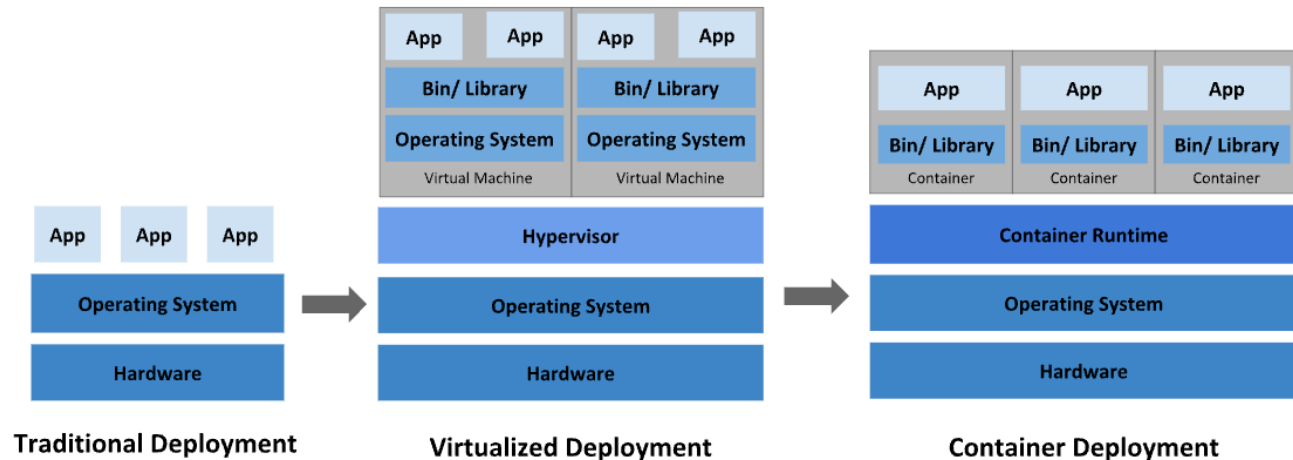 App
App
App
Operating System
Hardware
Traditional Deployment
App
App
Bin/ Library
Operating System
Virtual Machine
App
App
Bin/ Library
Operating System
Virtual Machine
Hypervisor
Operating System
Hardware
Virtualized Deployment
App
Bin/ Library
Container
App
Bin/ Library
Container
App
Bin/ Library
Container
Container Runtime
Operating System
Hardware
Container Deployment